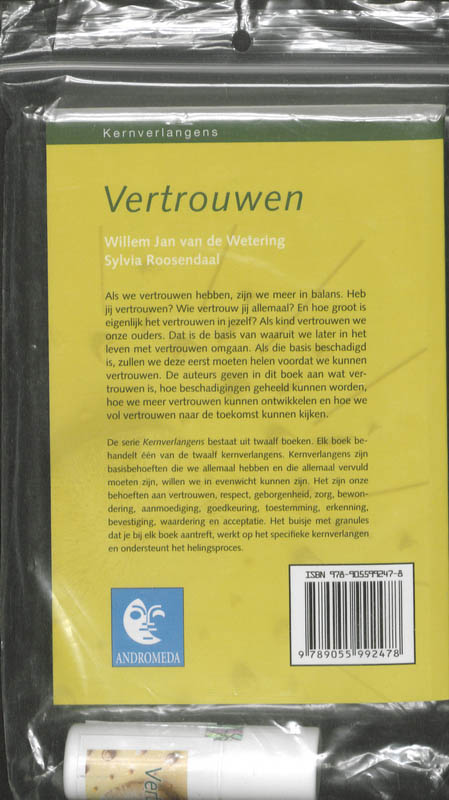 Kernverlangens
Vertrouwen
Willem Jan van de Wetering
Sylvia Roosendaal
Als we vertrouwen hebben, zijn we meer in balans. Heb
jij vertrouwen? Wie vertrouw jij allemaal? En hoe groot is
eigenlijk het vertrouwen in jezelf? Als kind vertrouwen we
onze ouders. Dat is de basis van waaruit we later in het
leven met vertrouwen omgaan. Als die basis beschadigd
is, zullen we deze eerst moeten helen voordat we kunnen
vertrouwen. De auteurs geven in dit boek aan wat ver-
trouwen is, hoe beschadigingen geheeld kunnen worden,
hoe we meer vertrouwen kunnen ontwikkelen en hoe we
vol vertrouwen naar de toekomst kunnen kijken.
De serie Kernverlangens bestaat uit twaalf boeken. Elk boek be-
handelt één van de twaalf kernverlangens. Kernverlangens zijn
basisbehoeften die we allemaal hebben en die allemaal vervuld
moeten zijn, willen we in evenwicht kunnen zijn. Het zijn onze
behoeften aan vertrouwen, respect, geborgenheid, zorg, bewon-
dering, aanmoediging, goedkeuring, toestemming, erkenning,
bevestiging, waardering en acceptatie. Het buisje met granules
dat je bij elk boek aantreft, werkt op het specifieke kernverlangen
en ondersteunt het helingsproces.
ISBN 978-905599247-8
9 789055 992478
ANDROMEDA
Vert